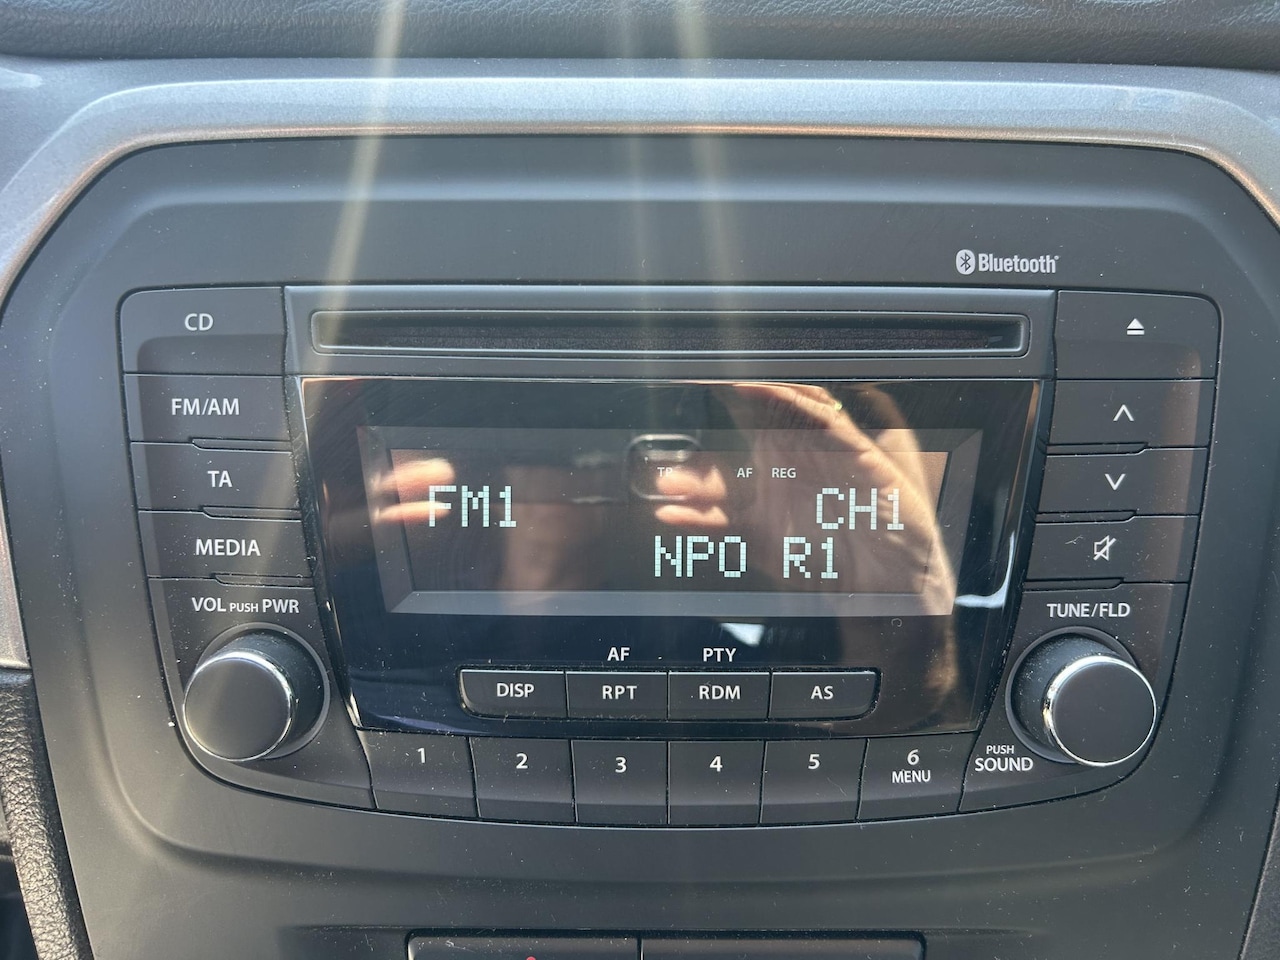 Bluetooth
CD
FM/AM
TA
MEDIA
VOL PUSH PWR
TP AF REG
FM1 CH1
NPO R1
TUNE/FLD
AF PTY
DISP RPT RDM AS
1 2 3 4 5 6
MENU
PUSH
SOUND